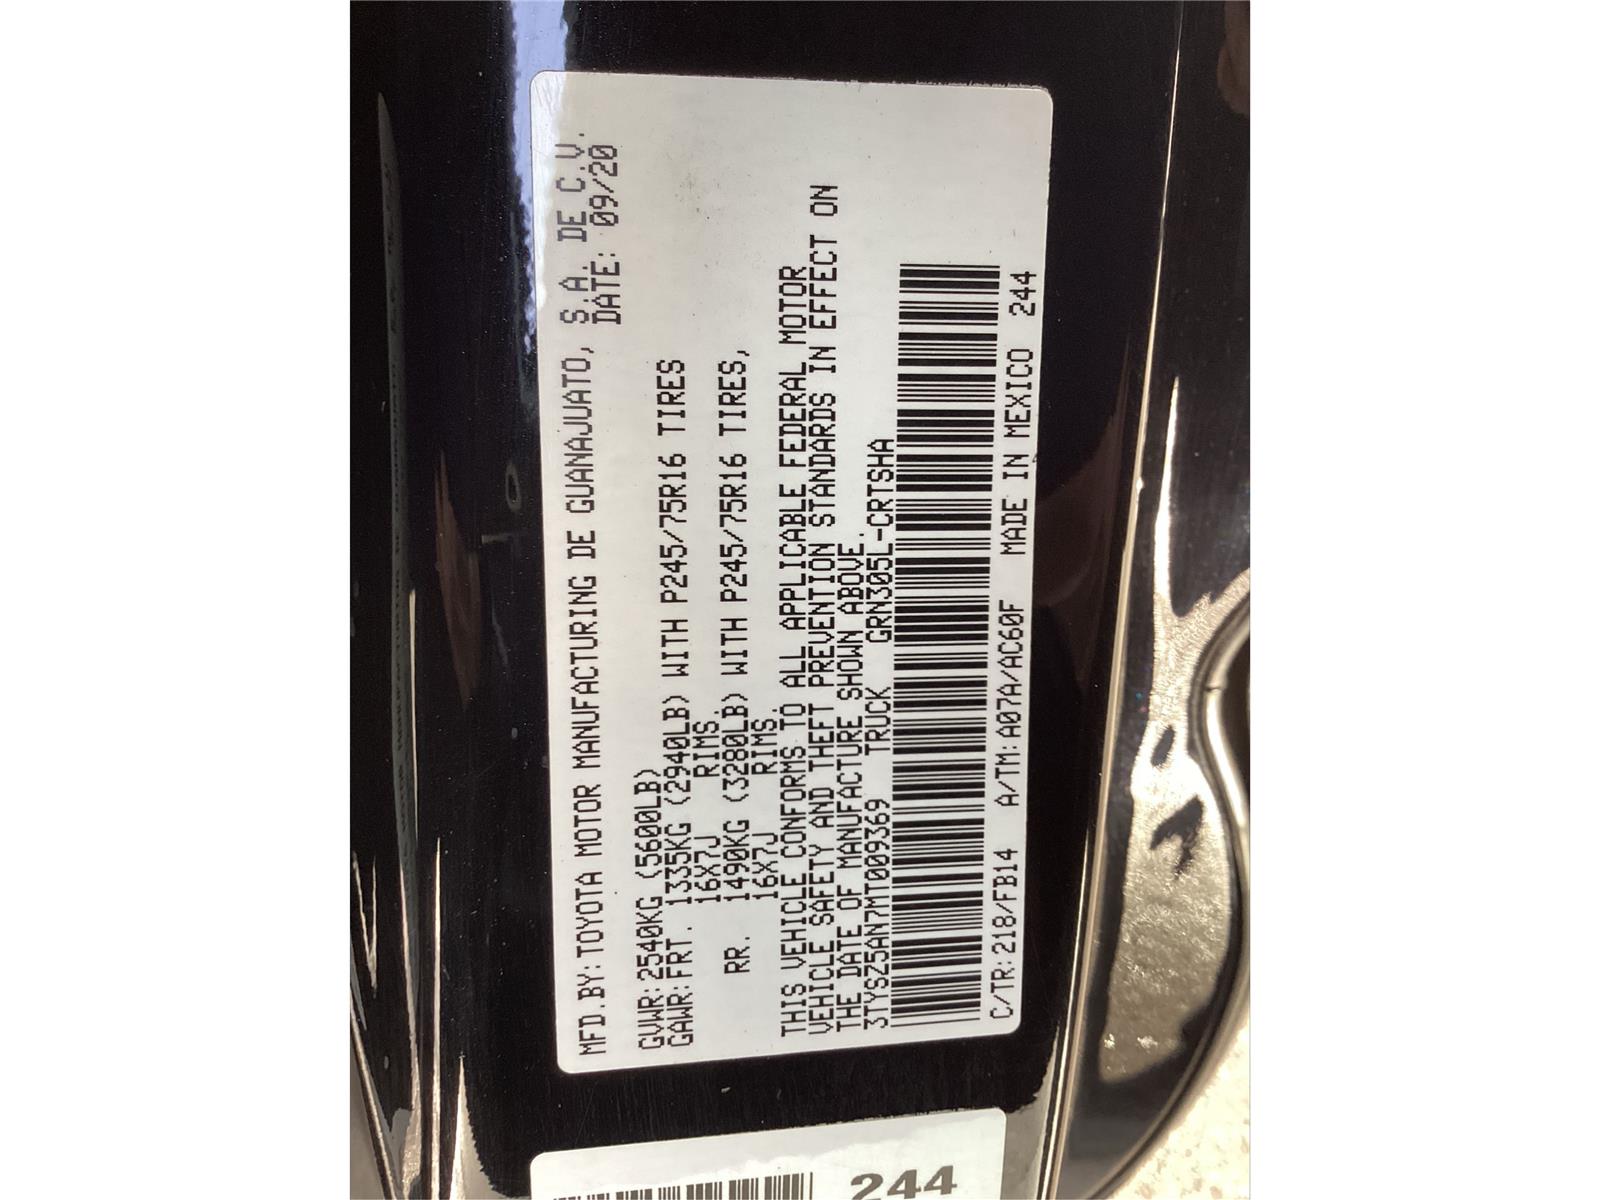 MFD.BY:TOYOTA MOTOR MANUFACTURING DE GUANAJUATO, S.A. DE C.V.
DATE: 09/20
GVWR:2540KG (5600LB)
GAWR:FRT. 1335KG (2940LB) WITH P245/75R16 TIRES
16X7J RIMS.
RR. 1490KG (3280LB) WITH P245/75R16 TIRES,
16X7J RIMS.
THIS VEHICLE CONFORMS TO ALL APPLICABLE FEDERAL MOTOR
VEHICLE SAFETY AND THEFT PREVENTION STANDARDS IN EFFECT ON
THE DATE OF MANUFACTURE SHOWN ABOVE.
3TYSZ5AN7MT009369 TRUCK GRN305L-CRTSHA
C/TR:218/FB14 A/TM:A07A/AC60F MADE IN MEXICO 244
244